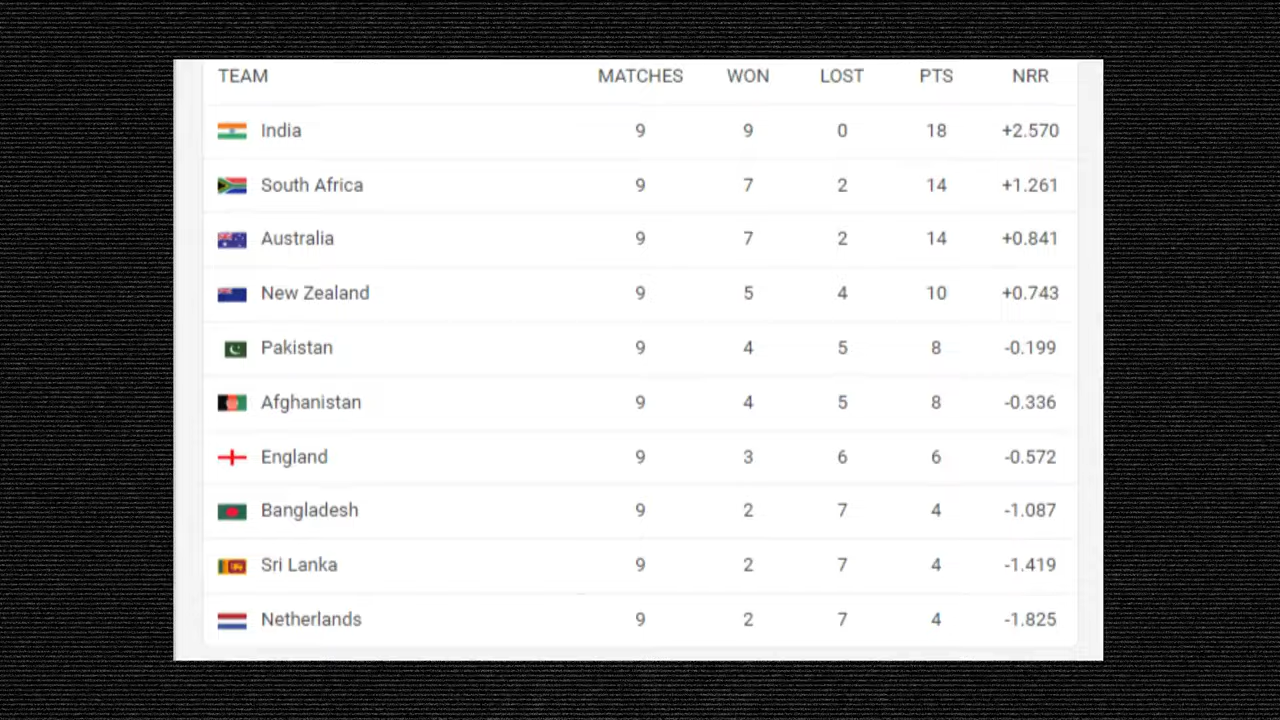 TEAM MATCHES WON LOST PTS NRR
India 9 9 0 18 +2.570
South Africa 9 7 2 14 +1.261
Australia 9 7 2 14 +0.841
New Zealand 9 5 4 10 +0.743
Pakistan 9 4 5 8 -0.199
Afghanistan 9 4 5 8 -0.336
England 9 3 6 6 -0.572
Bangladesh 9 2 7 4 -1.087
Sri Lanka 9 2 7 4 -1.419
Netherlands 9 2 7 4 -1.825